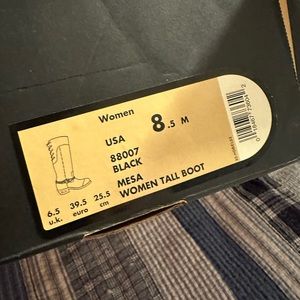 Women
USA 8.5 M
88007
BLACK
MESA
WOMEN TALL BOOT
6.5 39.5 25.5
u.k. euro cm